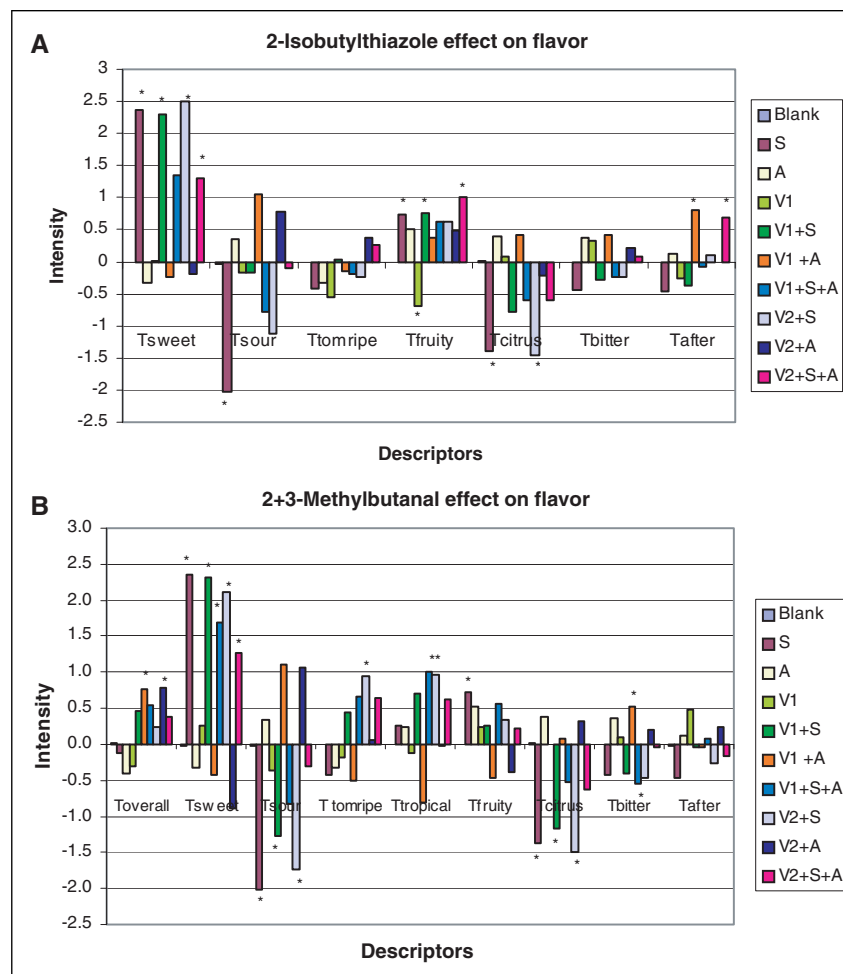 A
2-Isobutylthiazole effect on flavor
3
2.5
2
1.5
1
0.5
0
-0.5
-1
-1.5
-2
-2.5
Intensity
* * * * * * * * * * * * *
Tsweet Tsour Ttomripe Tfruity Tcitrus Tbitter Tafter
Descriptors
Blank
S
A
V1
V1+S
V1 +A
V1+S+A
V2+S
V2+A
V2+S+A
B
2+3-Methylbutanal effect on flavor
3.0
2.5
2.0
1.5
1.0
0.5
0.0
-0.5
-1.0
-1.5
-2.0
-2.5
Intensity
* * * * * * * * * * * * ** * * * * * *
Toverall Tsweet Tsour T tomripe Ttropical Tfruity Tcitrus Tbitter Tafter
Descriptors
Blank
S
A
V1
V1+S
V1 +A
V1+S+A
V2+S
V2+A
V2+S+A